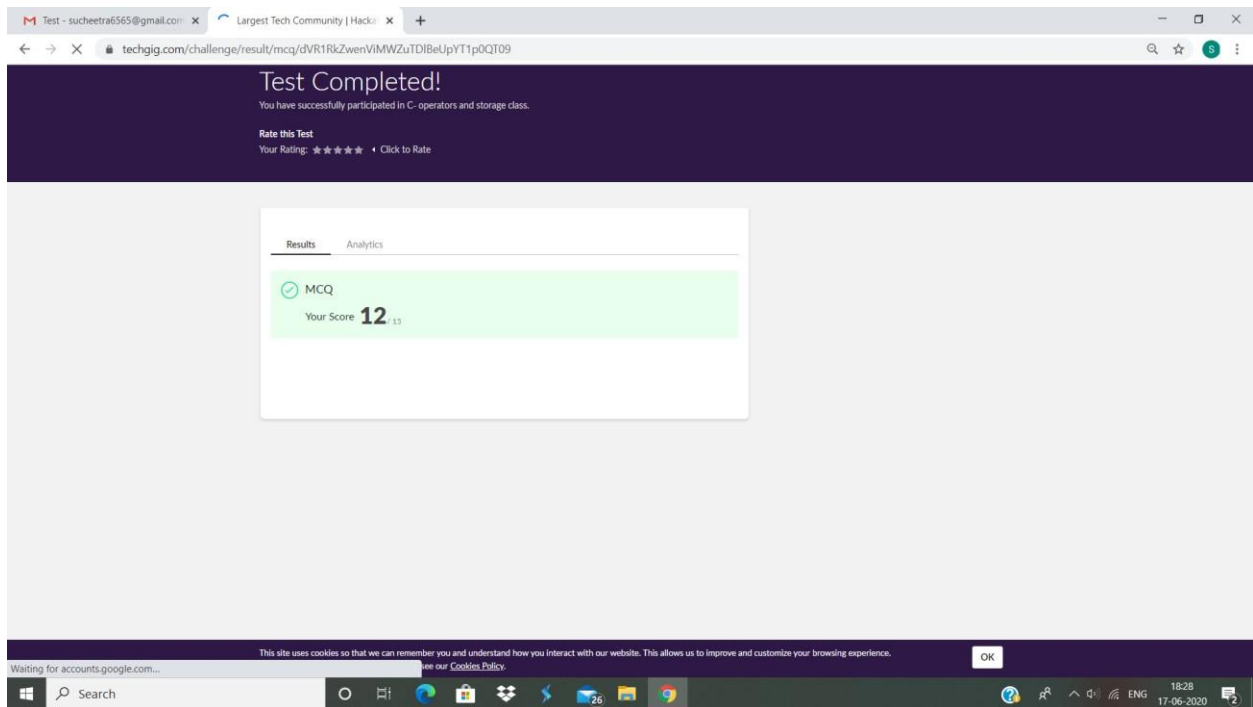 Test - sucheetra6565@gmail.com
Largest Tech Community | Hacka
techgig.com/challenge/result/mcq/dVR1RkZwenViMWZuTDlBeUpYT1p0QT09
S
Test Completed!
You have successfully participated in C- operators and storage class.
Rate this Test
Your Rating: ★★★★★ Click to Rate
Results Analytics
MCQ
Your Score 12 / 15
This site uses cookies so that we can remember you and understand how you interact with our website. This allows us to improve and customize your browsing experience.
see our Cookies Policy.
OK
Waiting for accounts.google.com...
Search
26
ENG
18:28
17-06-2020
2